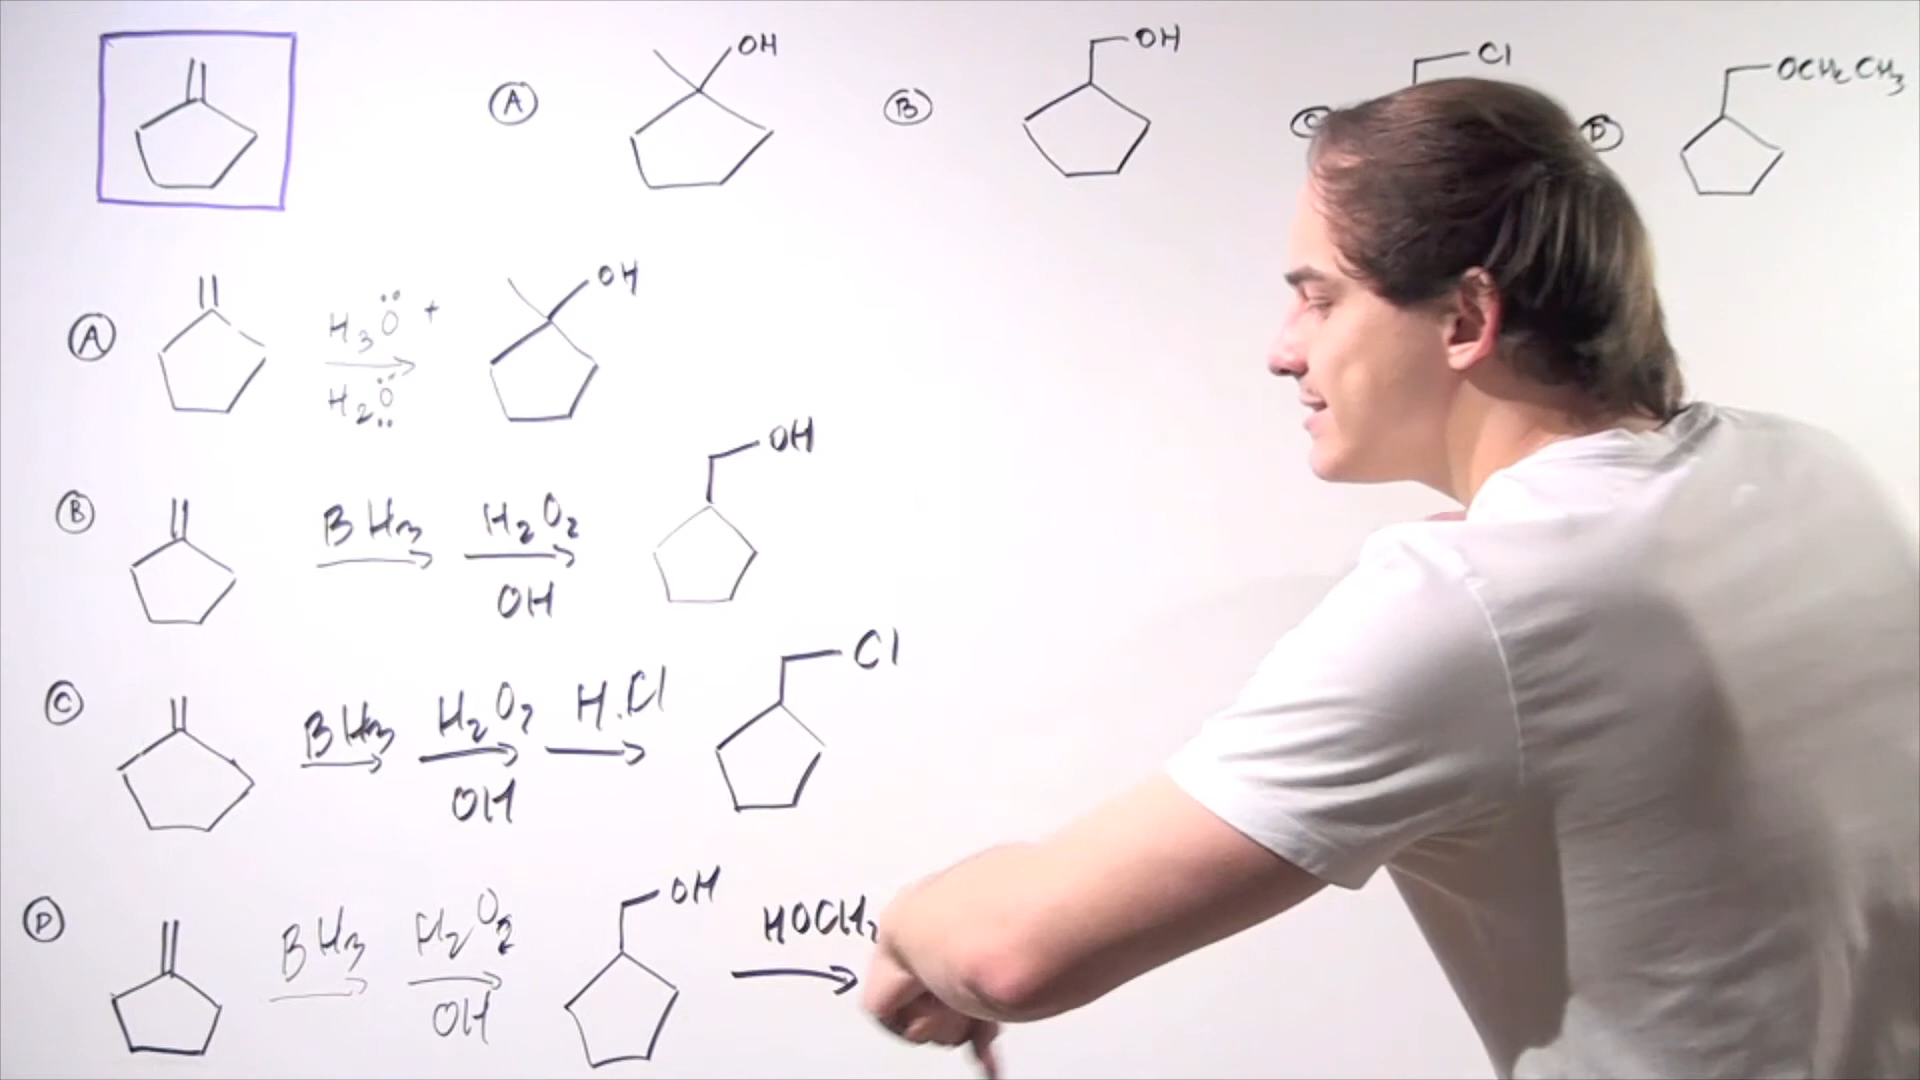 A OH
B OH
C Cl
D OCH₂CH₃
A H₃O + OH
H₂O
B BH₃ H₂O₂ OH
OH
C BH₃ H₂O₂ H.Cl Cl
OH
D BH₃ H₂O₂ OH HOCH₂
OH